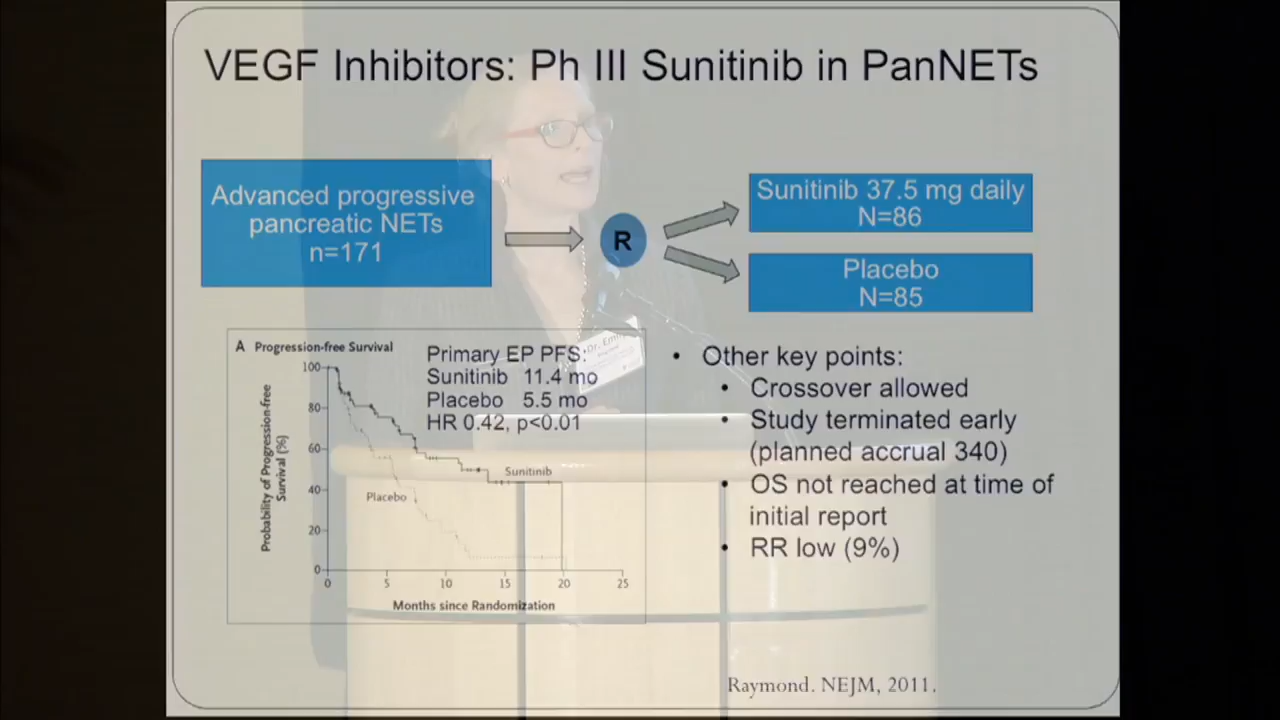 VEGF Inhibitors: Ph III Sunitinib in PanNETs
Advanced progressive
pancreatic NETs
n=171
R
Sunitinib 37.5 mg daily
N=86
Placebo
N=85
A Progression-free Survival
Primary EP PFS:
Sunitinib 11.4 mo
Placebo 5.5 mo
HR 0.42, p<0.01
Probability of Progression-free
Survival (%)
100
80
60
40
20
0
Sunitinib
Placebo
0 5 10 15 20 25
Months since Randomization
• Other key points:
• Crossover allowed
• Study terminated early
(planned accrual 340)
• OS not reached at time of
initial report
• RR low (9%)
Dr.
Raymond. NEJM, 2011.